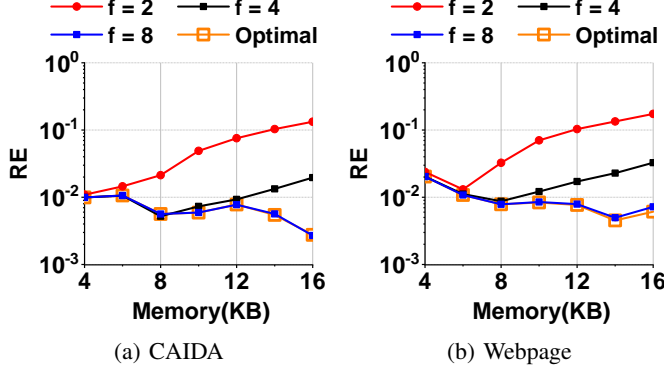 f = 2 f = 4
f = 8 Optimal
RE
10^0
10^-1
10^-2
10^-3
4 8 12 16
Memory(KB)
(a) CAIDA
f = 2 f = 4
f = 8 Optimal
RE
10^0
10^-1
10^-2
10^-3
4 8 12 16
Memory(KB)
(b) Webpage